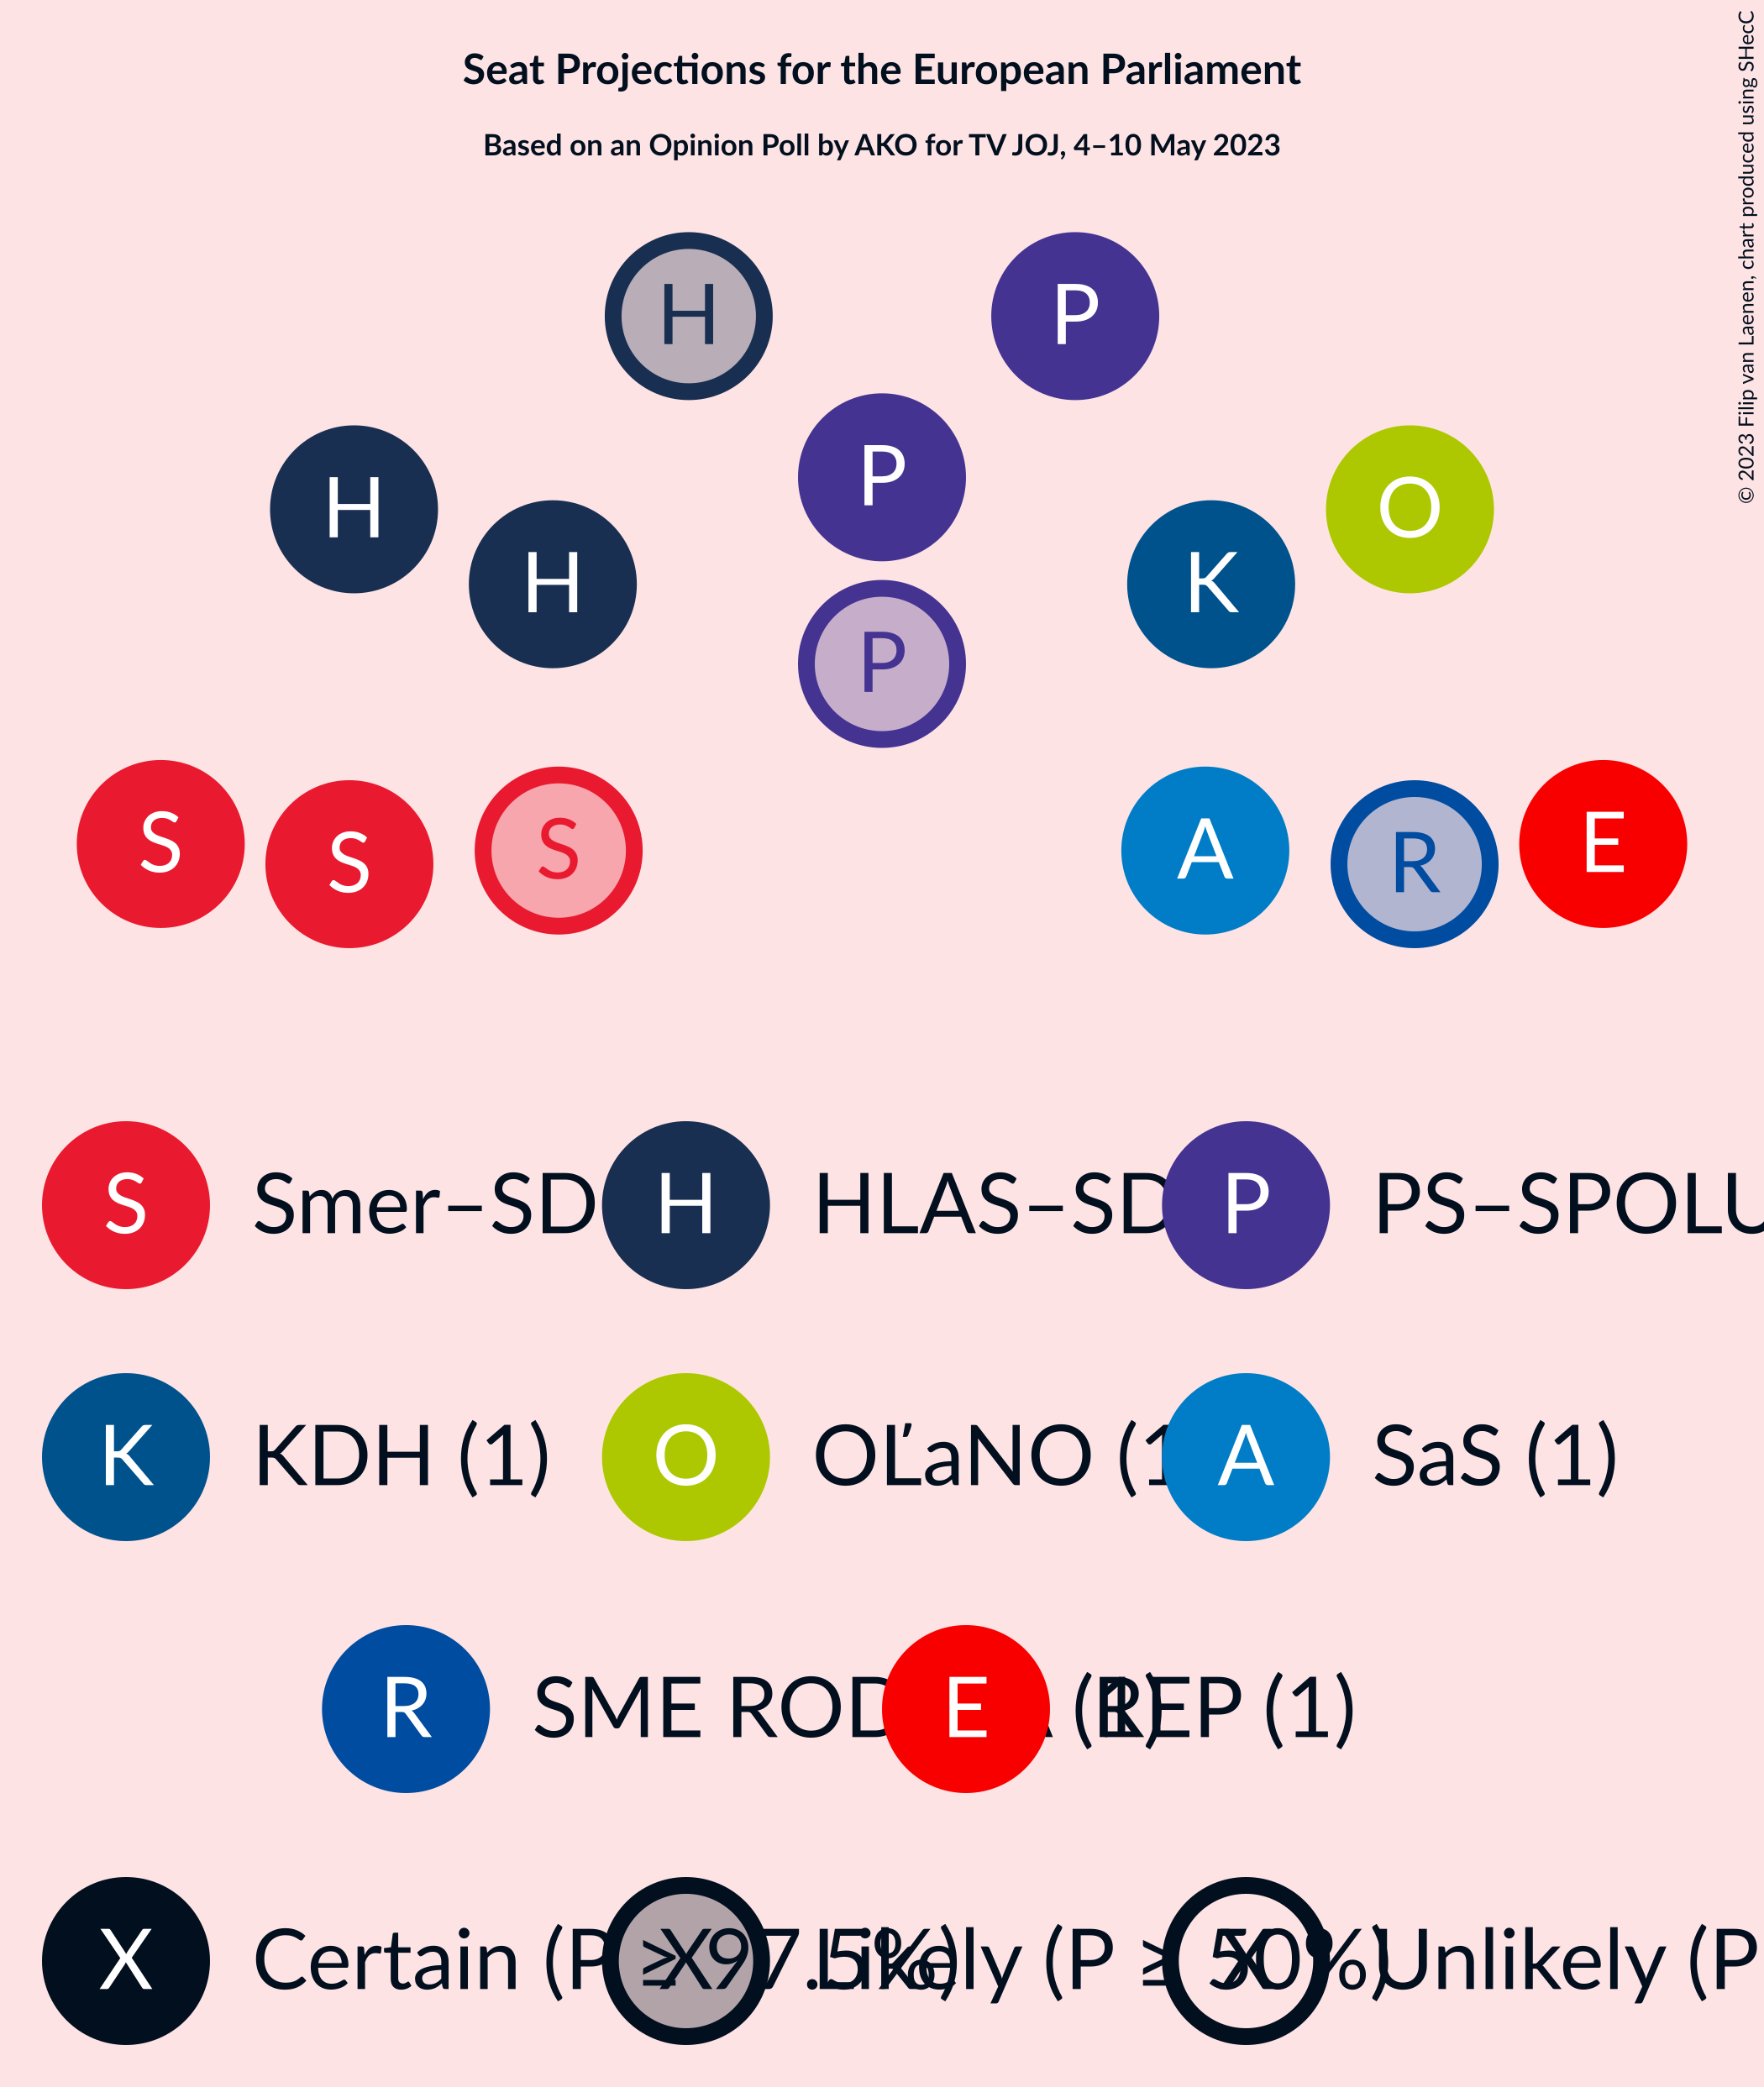 Seat Projections for the European Parliament
Based on an Opinion Poll by AKO for TV JOJ, 4–10 May 2023
© 2023 Filip van Laenen, chart produced using SHecC
H P
P
H O
H K
P
S E
S R
S A
S Smer–SD H HLAS–SD P PS–SPOLU
K KDH (1) O OĽaNO (1 A SaS (1)
R SME E (1) REP (1)
X Certain (P ≥ 97.5%) X Likely (P ≥ 50%) X Unlikely (P